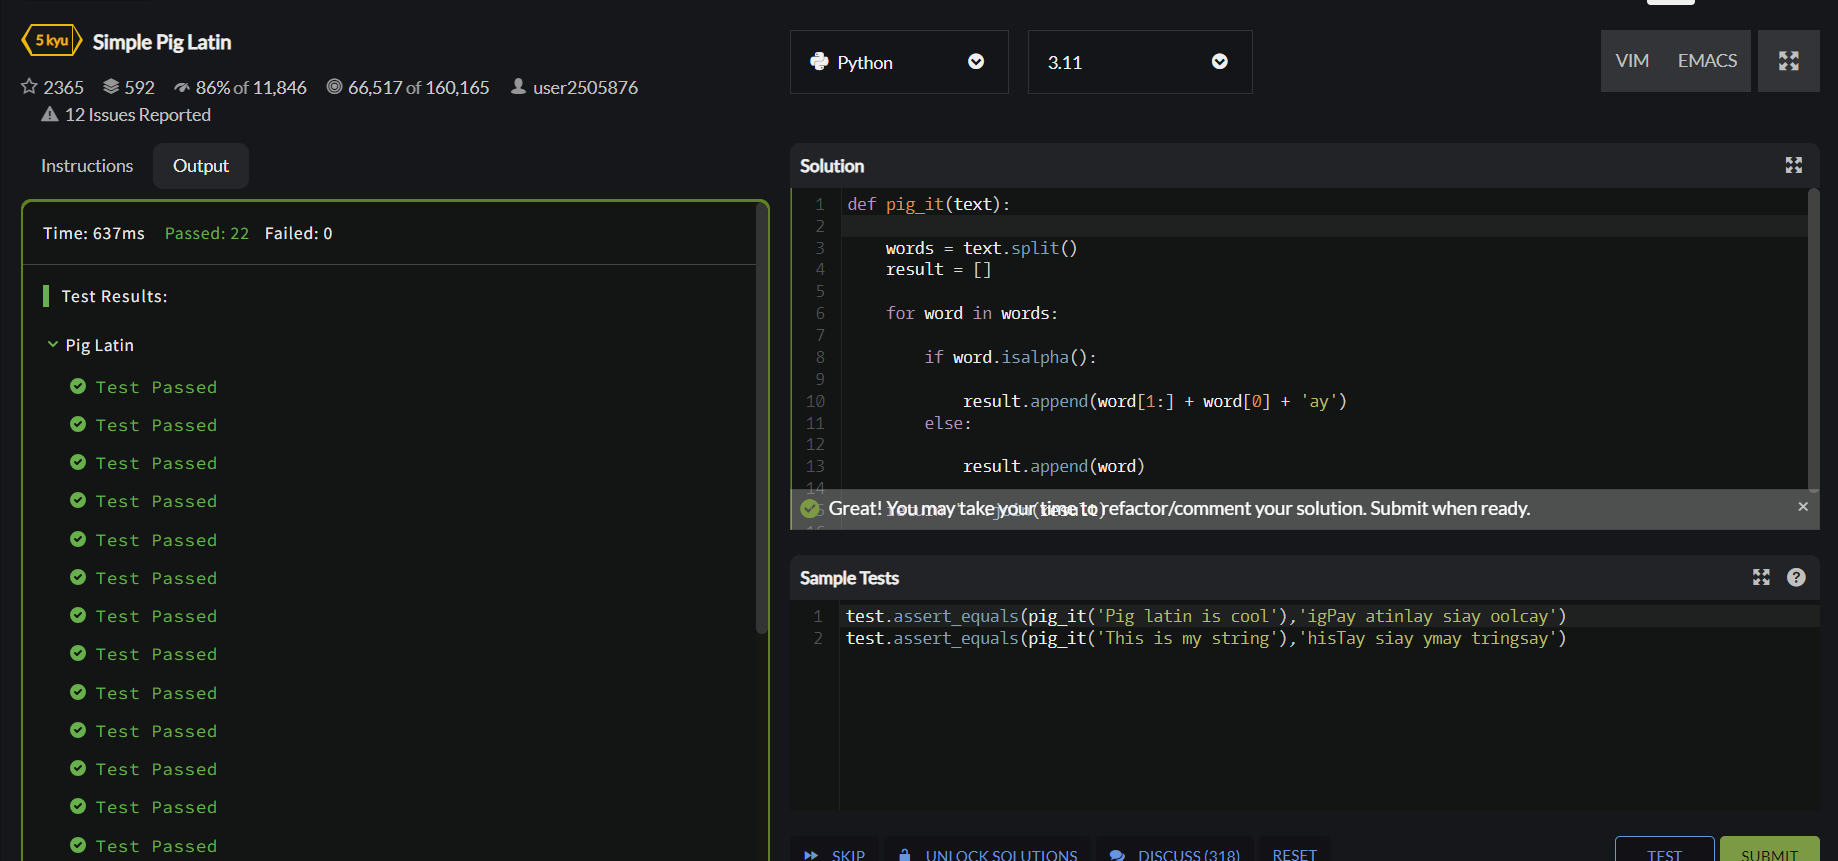 5 kyu Simple Pig Latin
2365 592 86% of 11,846 66,517 of 160,165 user2505876
12 Issues Reported
Instructions Output
Time: 637ms Passed: 22 Failed: 0
Test Results:
Pig Latin
Test Passed
Test Passed
Test Passed
Test Passed
Test Passed
Test Passed
Test Passed
Test Passed
Test Passed
Test Passed
Test Passed
Test Passed
Test Passed
Python 3.11 VIM EMACS
Solution
1 def pig_it(text):
2
3 words = text.split()
4 result = []
5
6 for word in words:
7
8 if word.isalpha():
9
10 result.append(word[1:] + word[0] + 'ay')
11 else:
12
13 result.append(word)
14
Great! You may take your time to refactor/comment your solution. Submit when ready.
Sample Tests
1 test.assert_equals(pig_it('Pig latin is cool'),'igPay atinlay siay oolcay')
2 test.assert_equals(pig_it('This is my string'),'hisTay siay ymay tringsay')
SKIP UNLOCK SOLUTIONS DISCUSS (318) RESET TEST SUBMIT